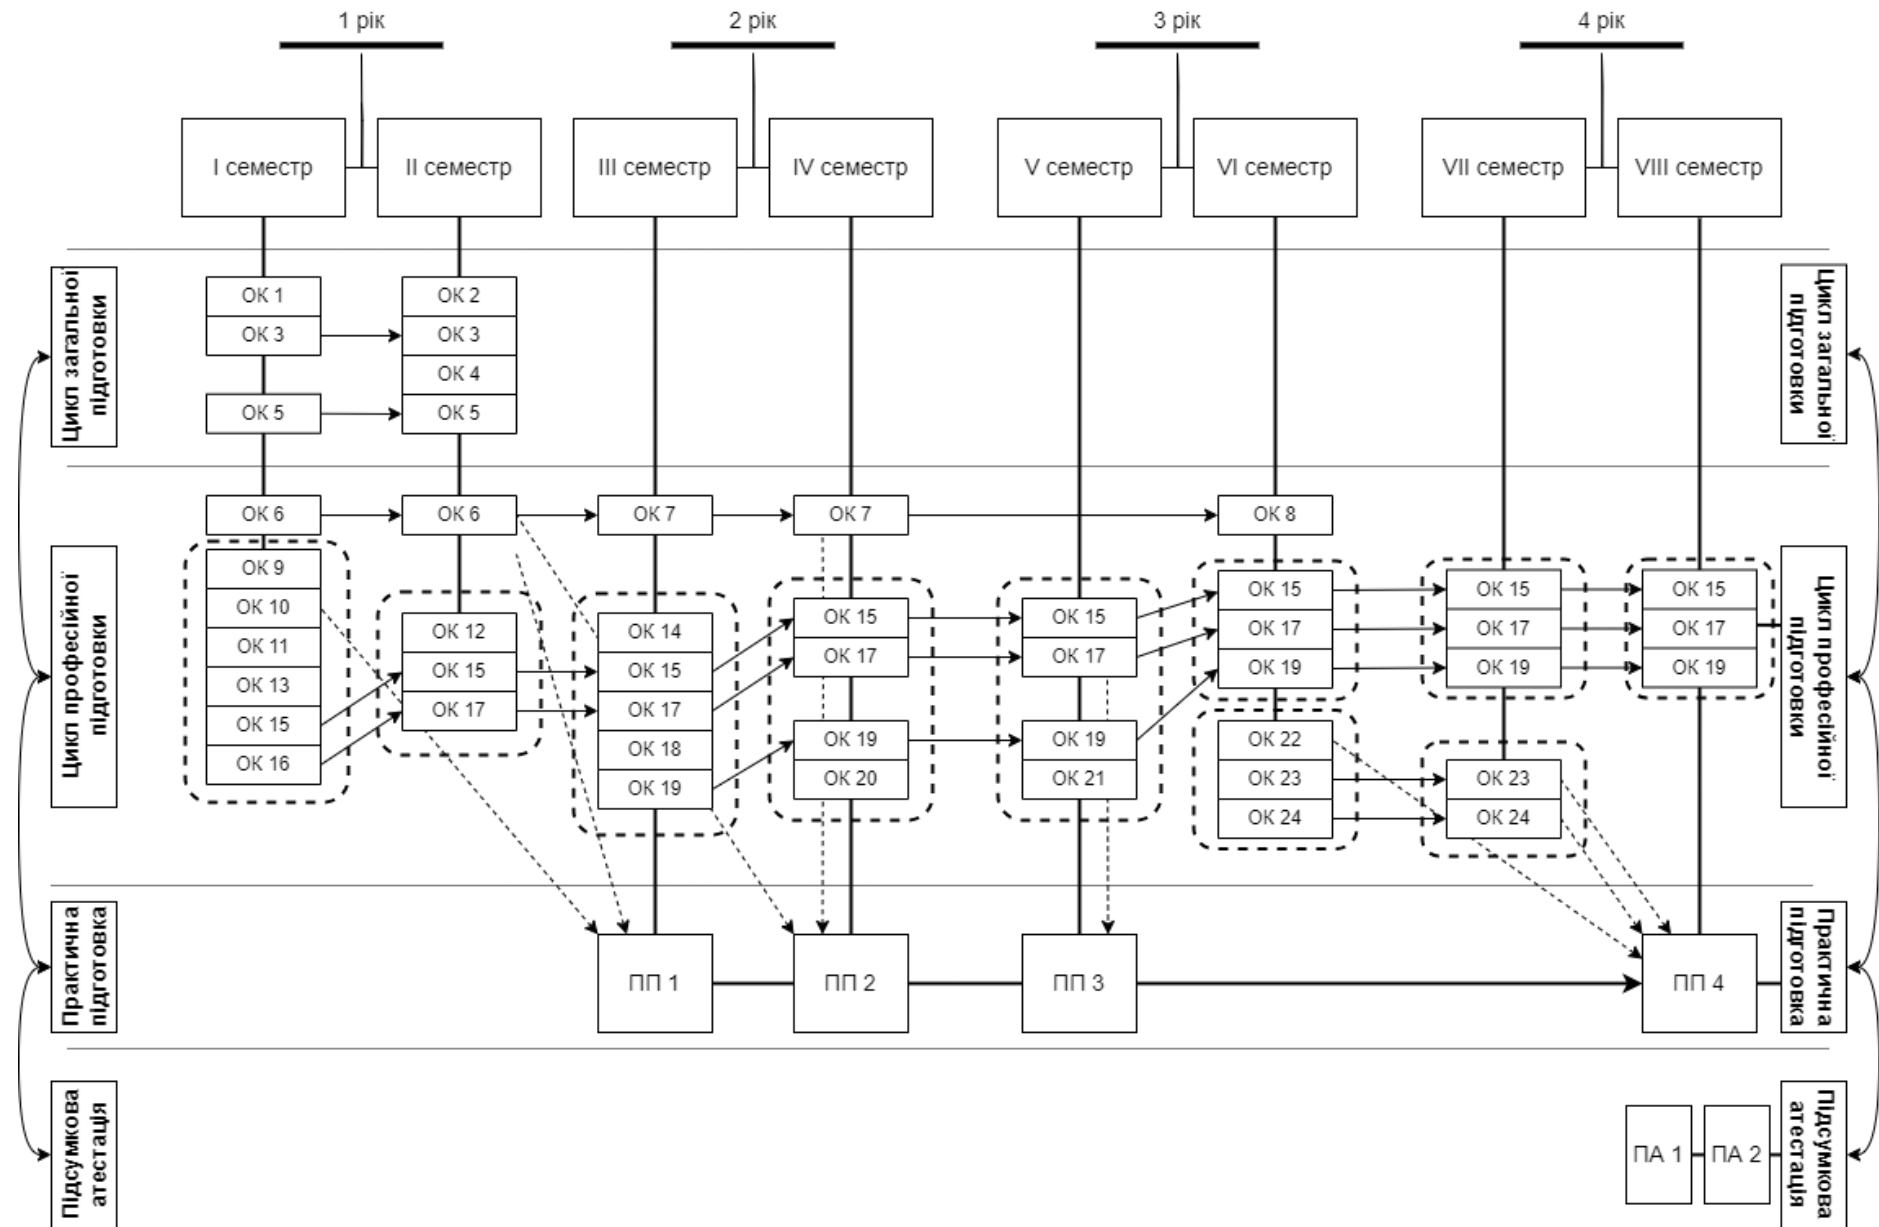 1 рік
2 рік
3 рік
4 рік
I семестр
II семестр
III семестр
IV семестр
V семестр
VI семестр
VII семестр
VIII семестр
Цикл загальної
підготовки
ОК 1
ОК 3
ОК 5
ОК 2
ОК 3
ОК 4
ОК 5
Цикл загальної
підготовки
Цикл професійної
підготовки
ОК 6
ОК 9
ОК 10
ОК 11
ОК 13
ОК 15
ОК 16
ОК 6
ОК 12
ОК 15
ОК 17
ОК 7
ОК 14
ОК 15
ОК 17
ОК 18
ОК 19
ОК 7
ОК 15
ОК 17
ОК 19
ОК 20
ОК 15
ОК 17
ОК 19
ОК 21
ОК 8
ОК 15
ОК 17
ОК 19
ОК 22
ОК 23
ОК 24
ОК 15
ОК 17
ОК 19
ОК 23
ОК 24
ОК 15
ОК 17
ОК 19
Цикл професійної
підготовки
Практична
підготовка
ПП 1
ПП 2
ПП 3
ПП 4
Практична
підготовка
Підсумкова
атестація
ПА 1
ПА 2
Підсумкова
атестація